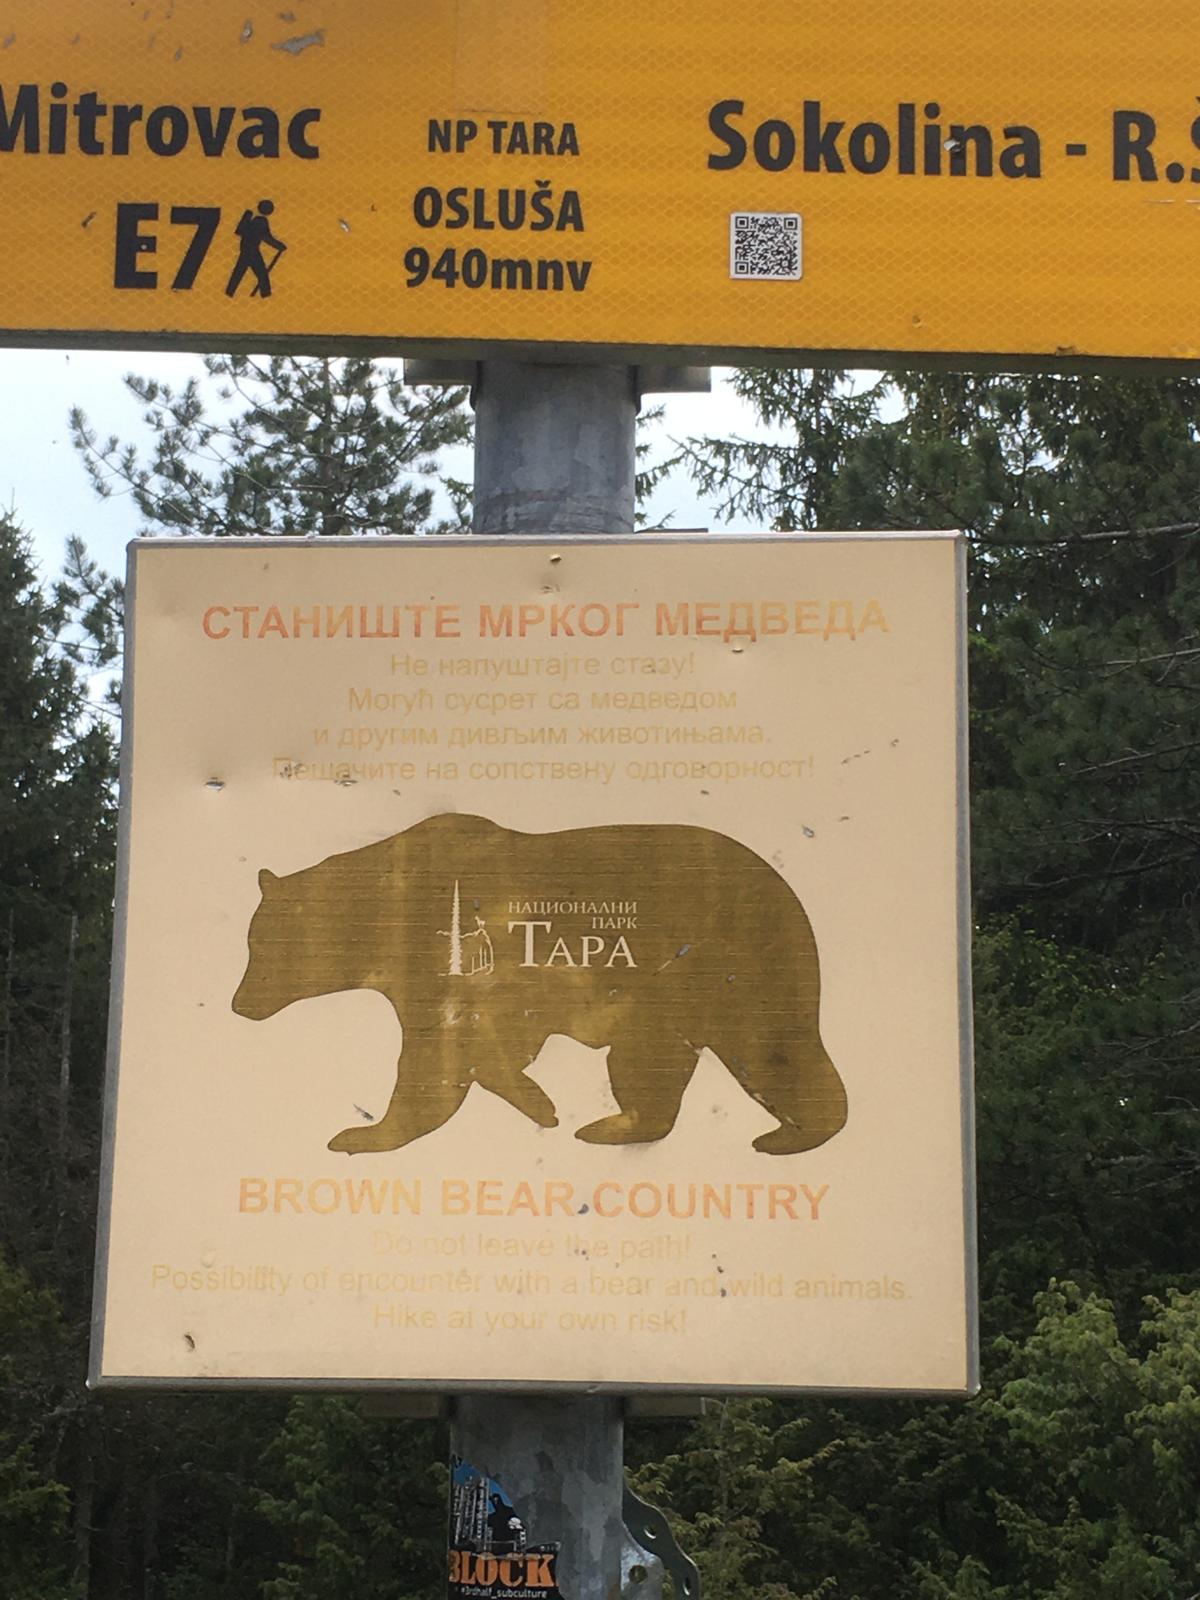 Mitrovac
E7
NP TARA
OSLUŠA
940mnv
Sokolina - R.Š
СТАНИШТЕ МРКОГ МЕДВЕДА
Не напуштајте стазу!
Могућ сусрет са медведом
и другим дивљим животињама.
Пешачите на сопствену одговорност!
НАЦИОНАЛНИ
ПАРК
ТАРА
BROWN BEAR COUNTRY
Do not leave the path!
Possibility of encounter with a bear and wild animals.
Hike at your own risk!
BLOCK
#3rdhalf_subculture